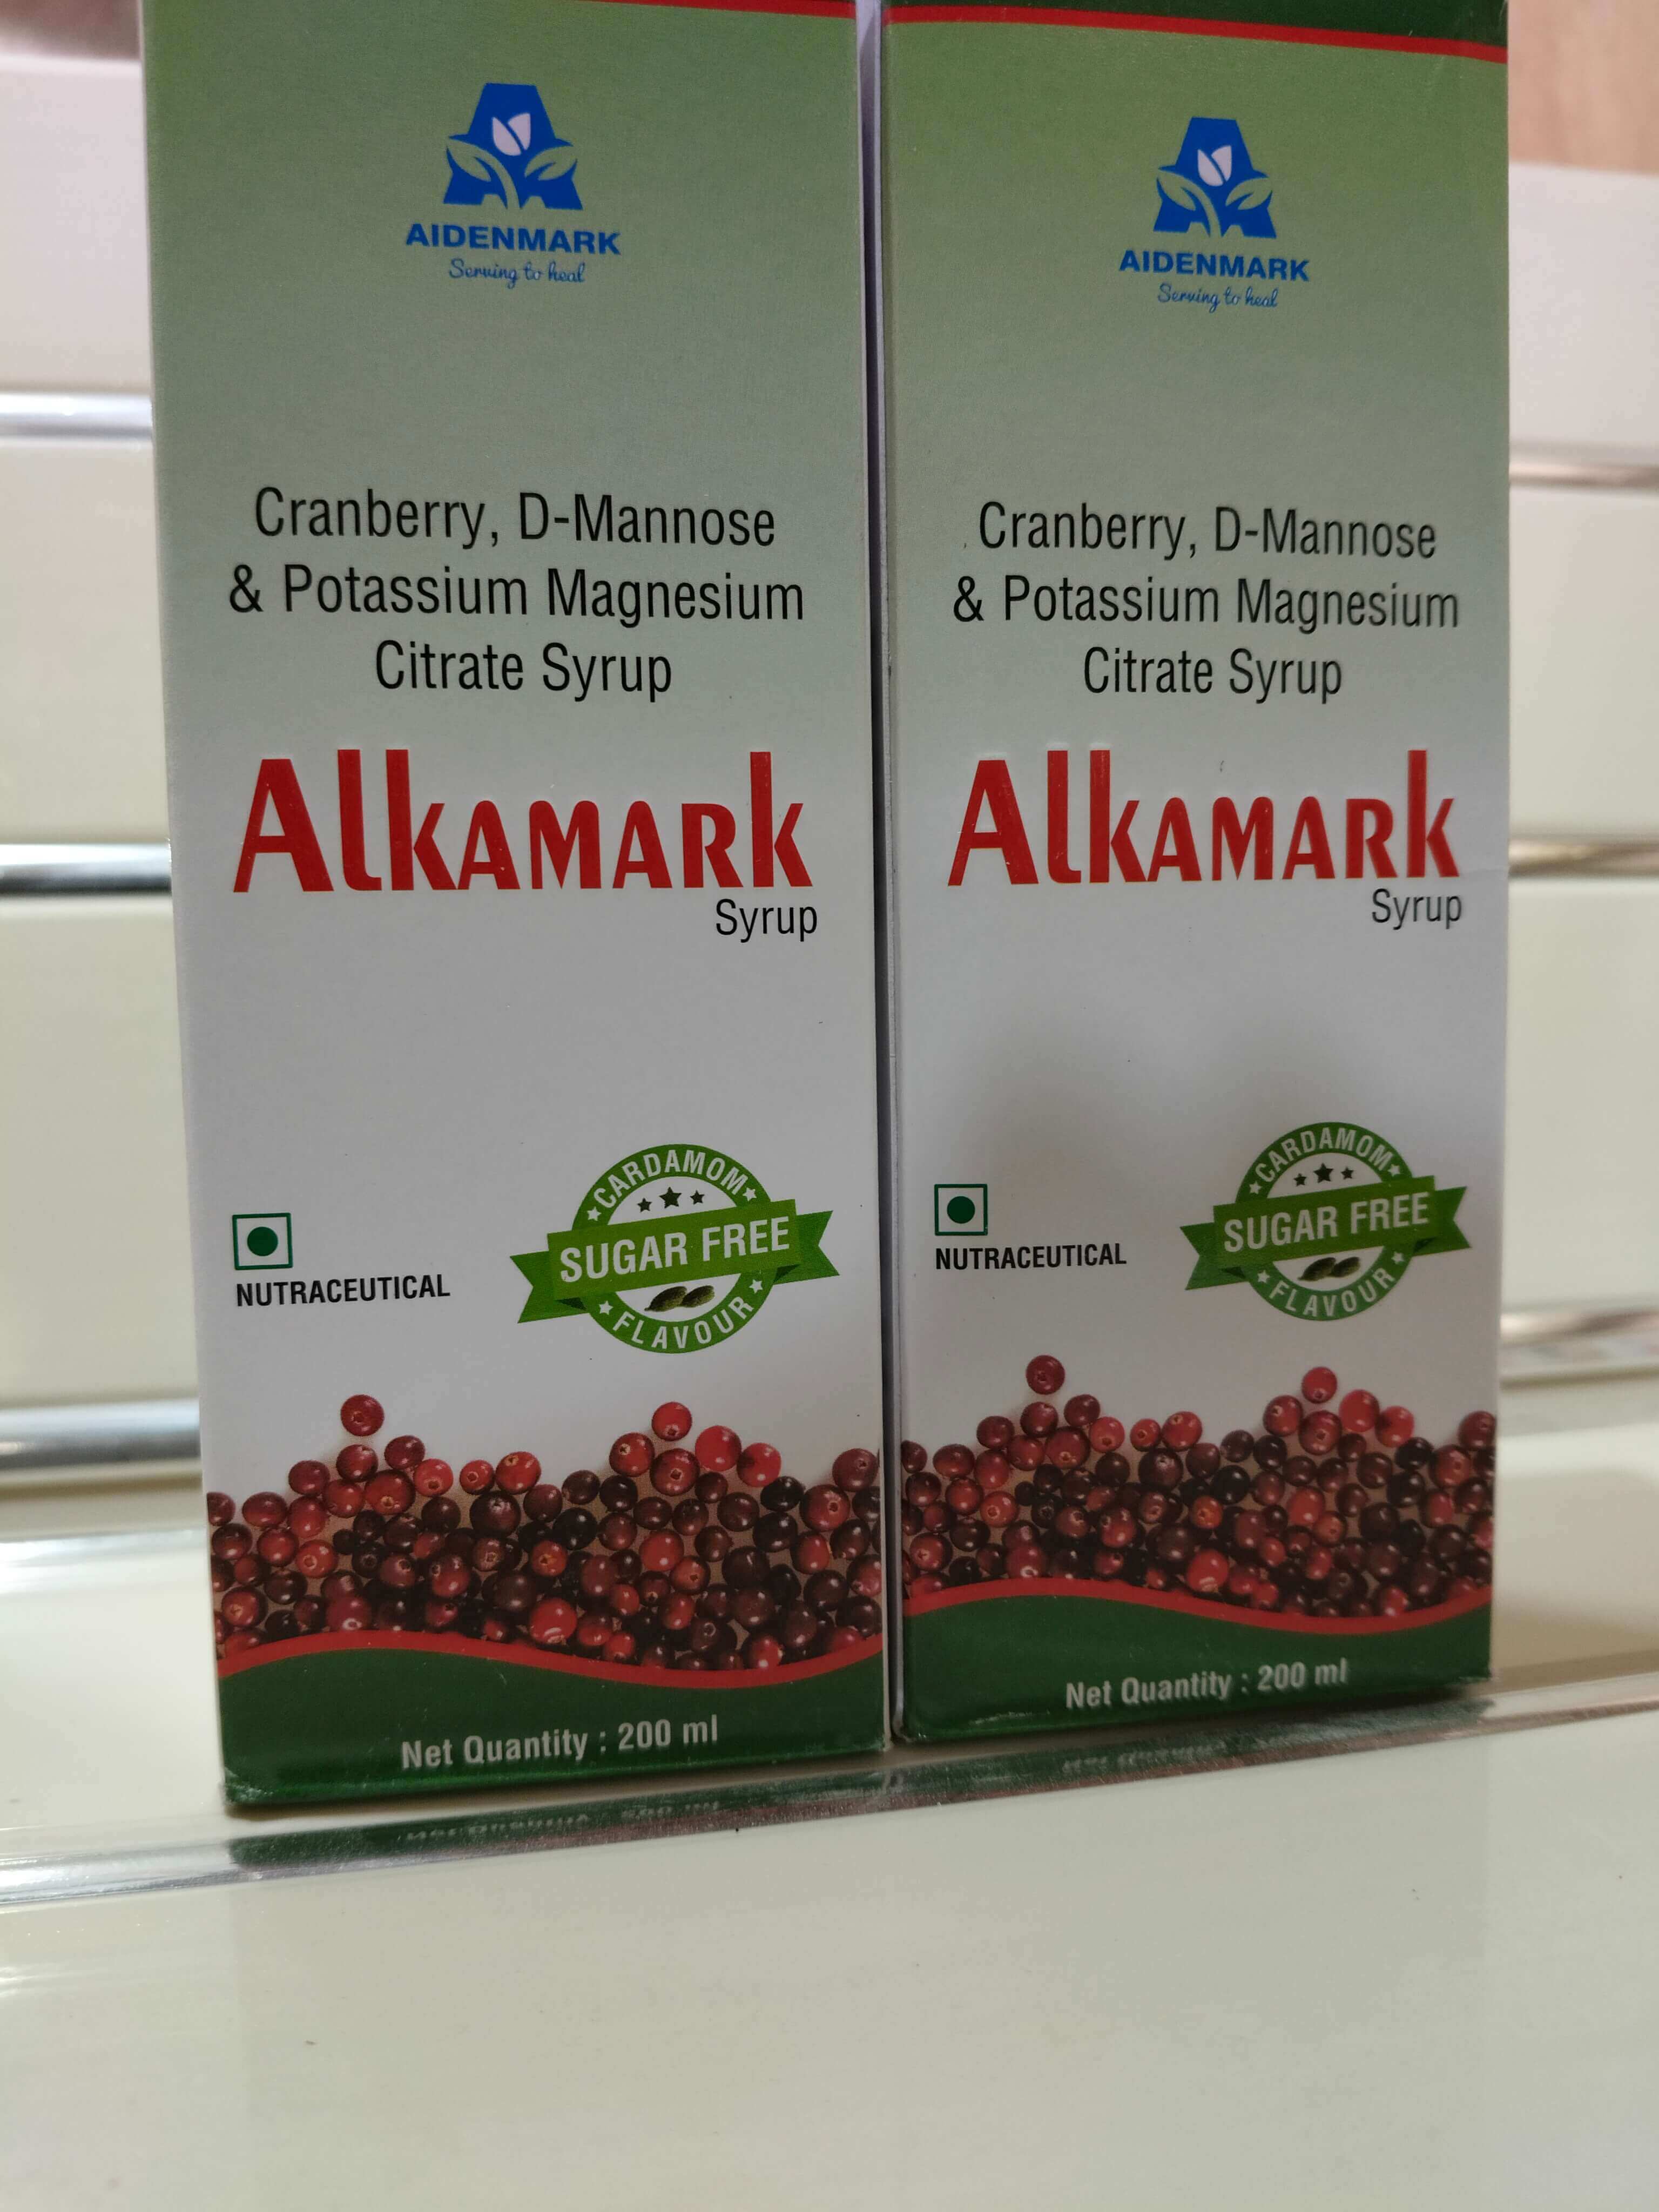 AIDENMARK
Serving to heal
Cranberry, D-Mannose
& Potassium Magnesium
Citrate Syrup
Alkamark
Syrup
NUTRACEUTICAL
CARDAMOM
SUGAR FREE
FLAVOUR
Net Quantity : 200 ml
AIDENMARK
Serving to heal
Cranberry, D-Mannose
& Potassium Magnesium
Citrate Syrup
Alkamark
Syrup
NUTRACEUTICAL
CARDAMOM
SUGAR FREE
FLAVOUR
Net Quantity : 200 ml